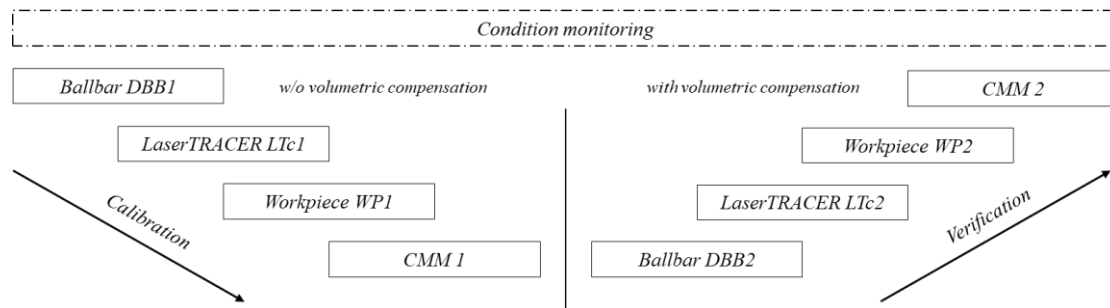 Condition monitoring
Ballbar DBB1
w/o volumetric compensation
with volumetric compensation
CMM 2
LaserTRACER LTc1
Workpiece WP2
Workpiece WP1
LaserTRACER LTc2
Calibration
Verification
CMM 1
Ballbar DBB2